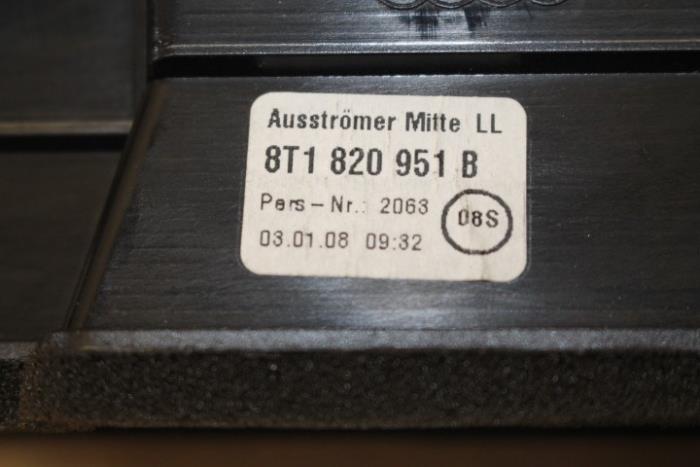 Ausströmer Mitte LL
8T1 820 951 B
Pers-Nr.: 2063
08S
03.01.08 09:32